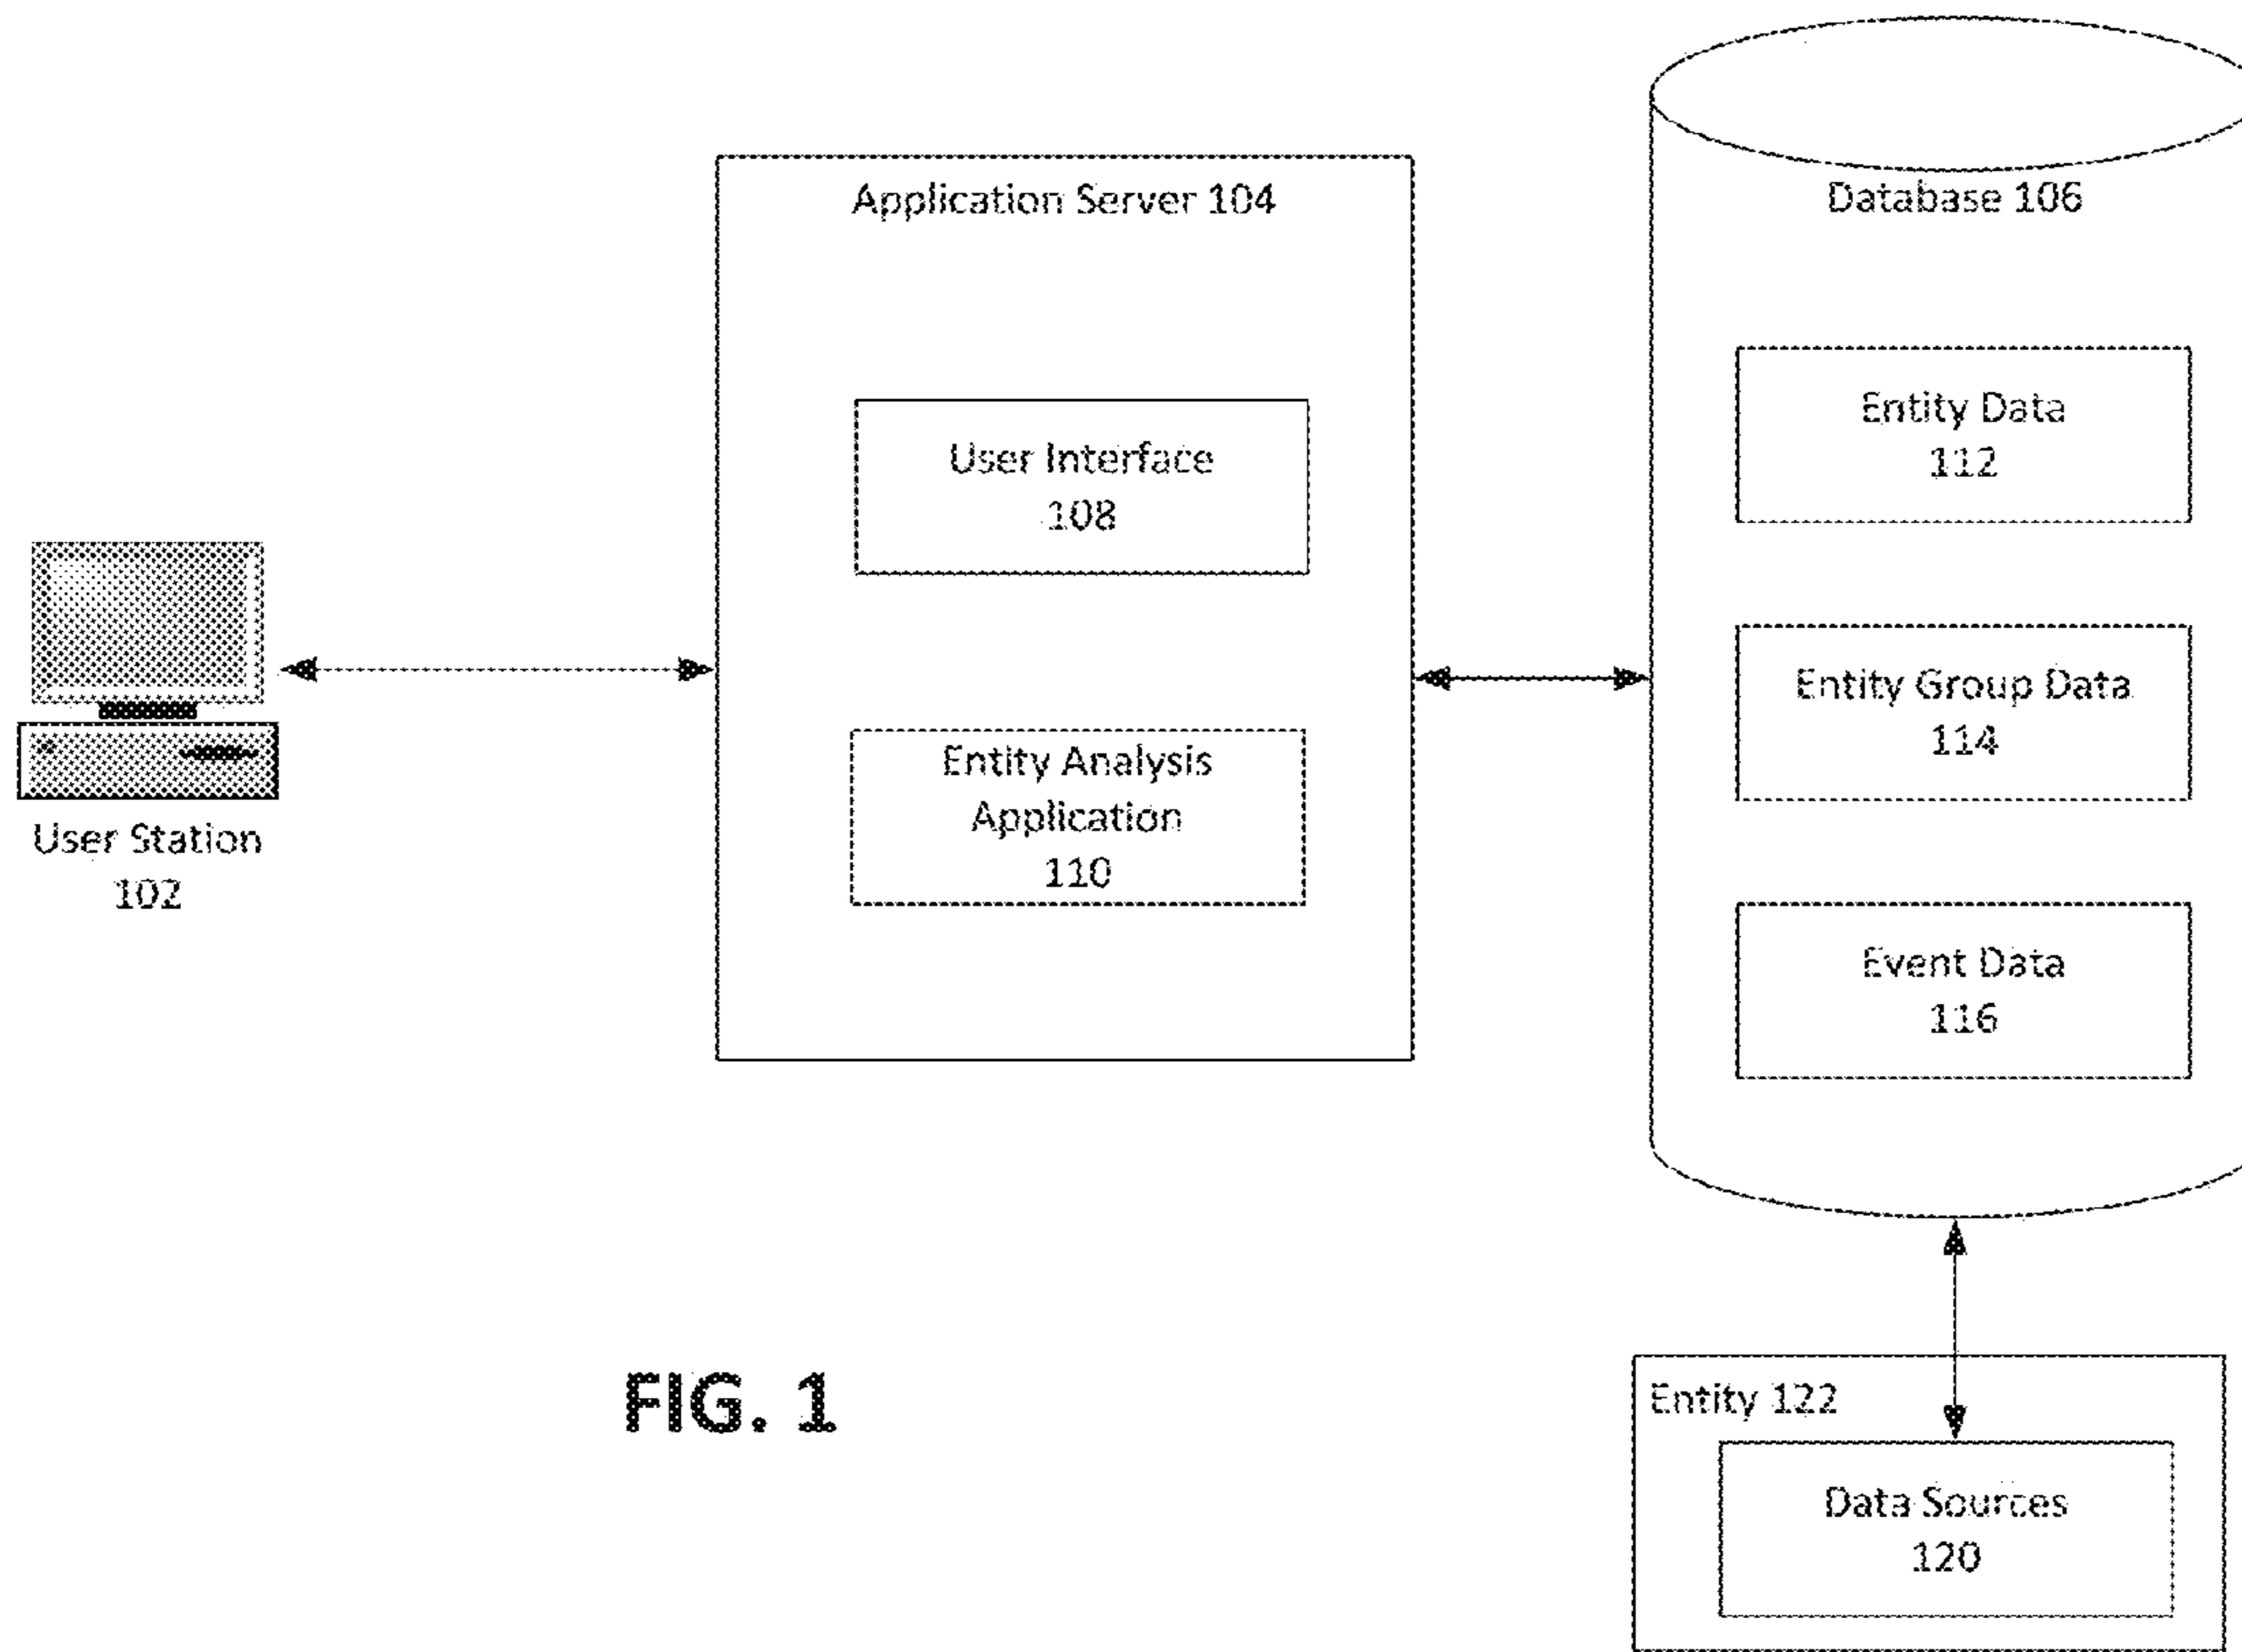 Application Server 104
Database 106
User Interface
108
Entity Analysis
Application
110
Entity Data
112
Entity Group Data
114
Event Data
116
User Station
102
FIG. 1
Entity 122
Data Sources
120